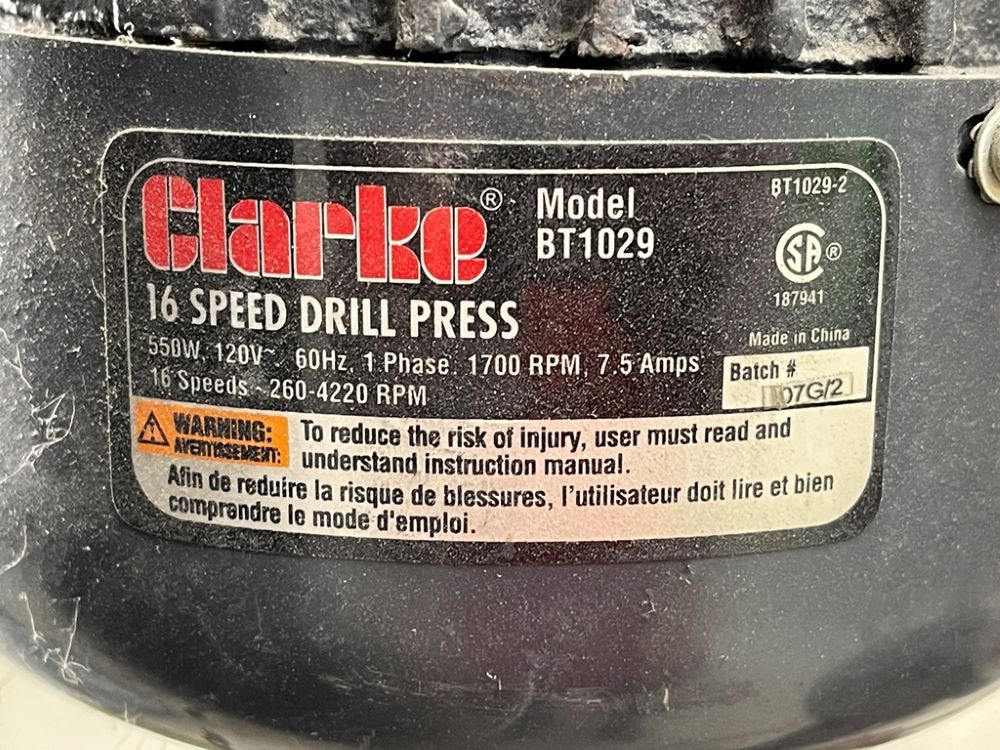 Clarke®
Model
BT1029
BT1029-2
CSA®
187941
16 SPEED DRILL PRESS
Made in China
550W, 120V~, 60Hz, 1 Phase, 1700 RPM, 7.5 Amps
16 Speeds - 260-4220 RPM
Batch #
07G/2
WARNING:
AVERTISSEMENT:
To reduce the risk of injury, user must read and
understand instruction manual.
Afin de reduire la risque de blessures, l'utilisateur doit lire et bien
comprendre le mode d'emploi.